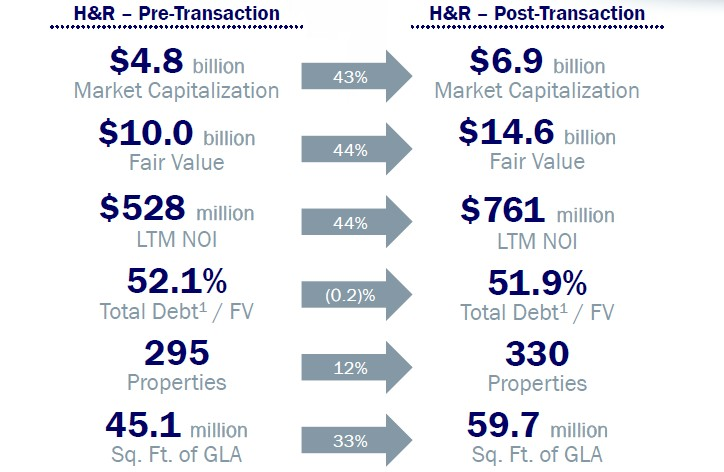 H&R – Pre-Transaction
H&R – Post-Transaction
$4.8 billion
Market Capitalization
43%
$6.9 billion
Market Capitalization
$10.0 billion
Fair Value
44%
$14.6 billion
Fair Value
$528 million
LTM NOI
44%
$761 million
LTM NOI
52.1%
Total Debt¹ / FV
(0.2)%
51.9%
Total Debt¹ / FV
295
Properties
12%
330
Properties
45.1 million
Sq. Ft. of GLA
33%
59.7 million
Sq. Ft. of GLA